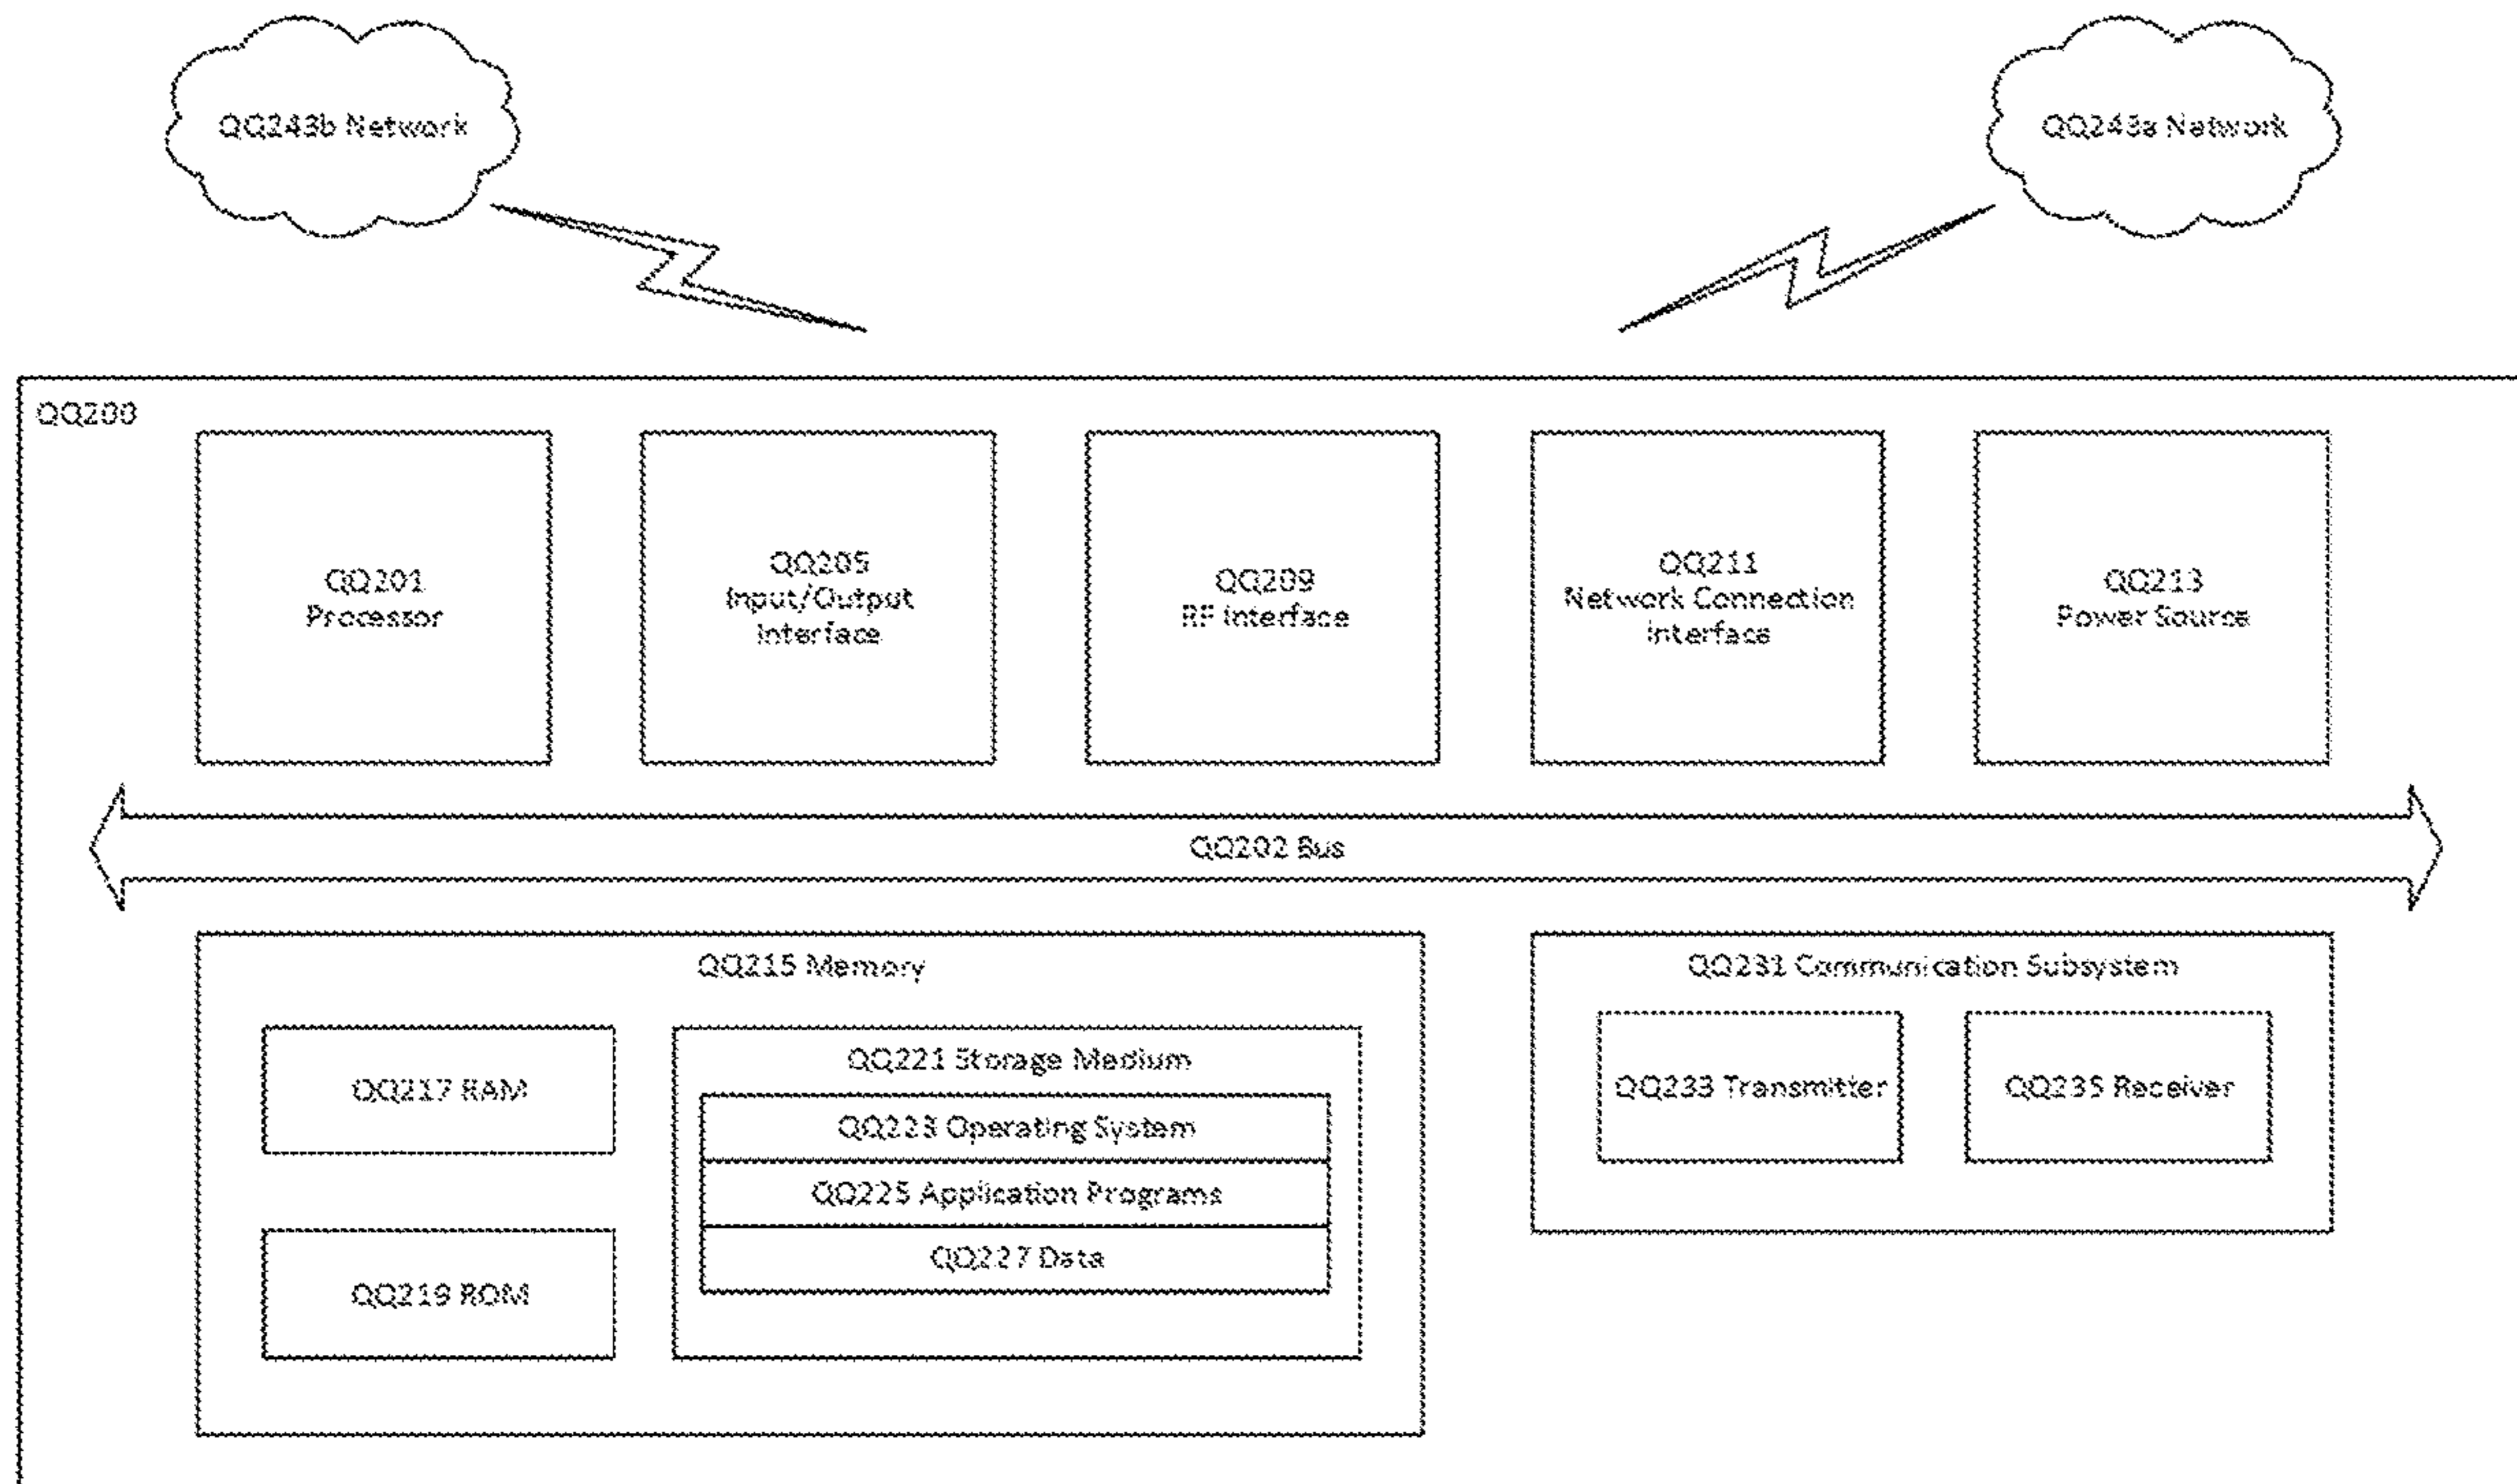 QQ243b Network
QQ243a Network
QQ200
QQ201
Processor
QQ205
Input/Output
Interface
QQ209
RF Interface
QQ211
Network Connection
Interface
QQ213
Power Source
QQ202 Bus
QQ215 Memory
QQ217 RAM
QQ219 ROM
QQ221 Storage Medium
QQ223 Operating System
QQ225 Application Programs
QQ227 Data
QQ231 Communication Subsystem
QQ233 Transmitter
QQ235 Receiver